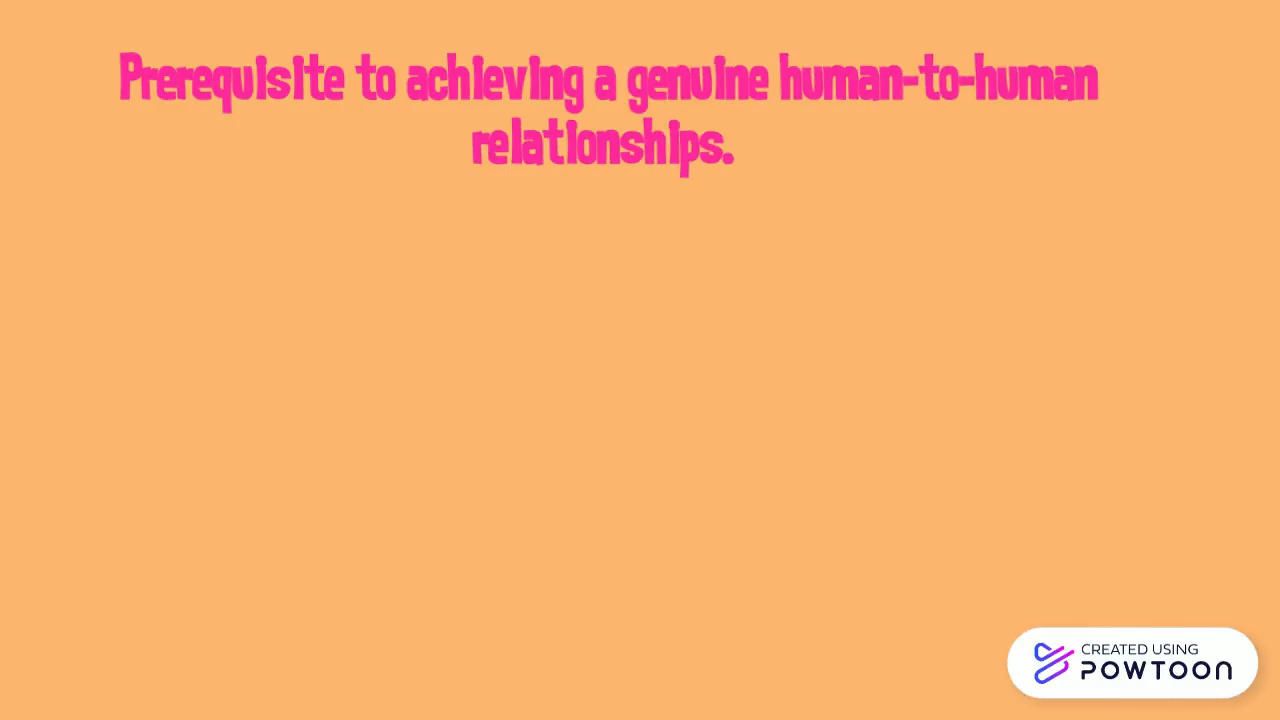 Prerequisite to achieving a genuine human-to-human
relationships.
CREATED USING
POWTOON